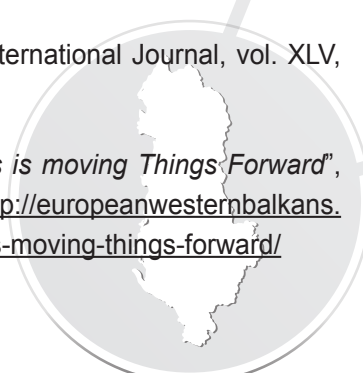 ternational Journal, vol. XLV,
s is moving Things Forward”,
p://europeanwesternbalkans.
s-moving-things-forward/